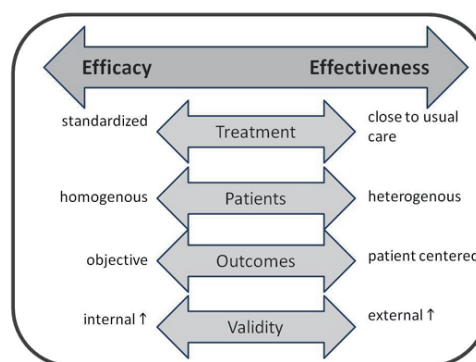 Efficacy Effectiveness
standardized Treatment close to usual
care
homogenous Patients heterogenous
objective Outcomes patient centered
internal ↑ Validity external ↑